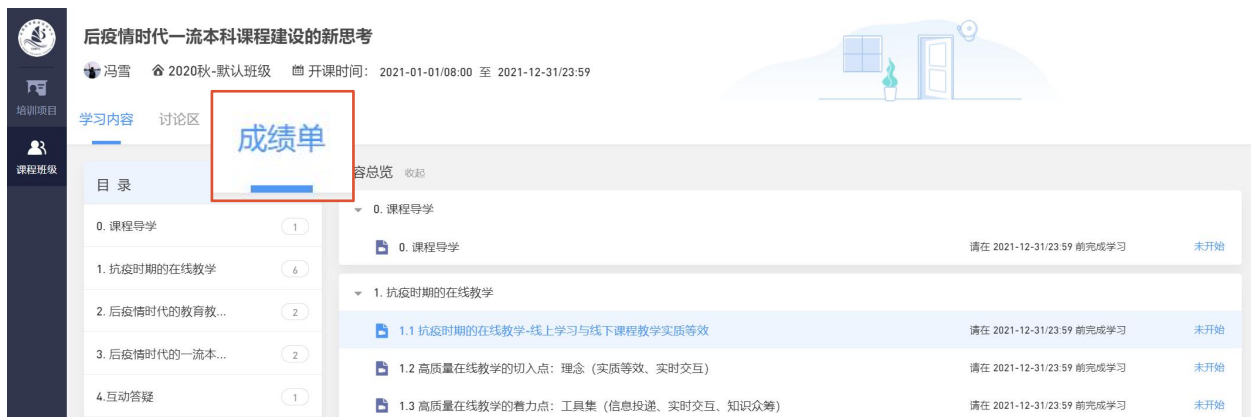 后疫情时代一流本科课程建设的新思考
冯雪 2020秋-默认班级 开课时间： 2021-01-01/08:00 至 2021-12-31/23:59
培训项目
课程班级
学习内容 讨论区 成绩单
目 录
0. 课程导学 1
1. 抗疫时期的在线教学 6
2. 后疫情时代的教育教... 2
3. 后疫情时代的一流本... 2
4.互动答疑 1
容总览 收起
0. 课程导学
0. 课程导学 请在 2021-12-31/23:59 前完成学习 未开始
1. 抗疫时期的在线教学
1.1 抗疫时期的在线教学-线上学习与线下课程教学实质等效 请在 2021-12-31/23:59 前完成学习 未开始
1.2 高质量在线教学的切入点：理念（实质等效、实时交互） 请在 2021-12-31/23:59 前完成学习 未开始
1.3 高质量在线教学的着力点：工具集（信息投递、实时交互、知识众筹） 请在 2021-12-31/23:59 前完成学习 未开始